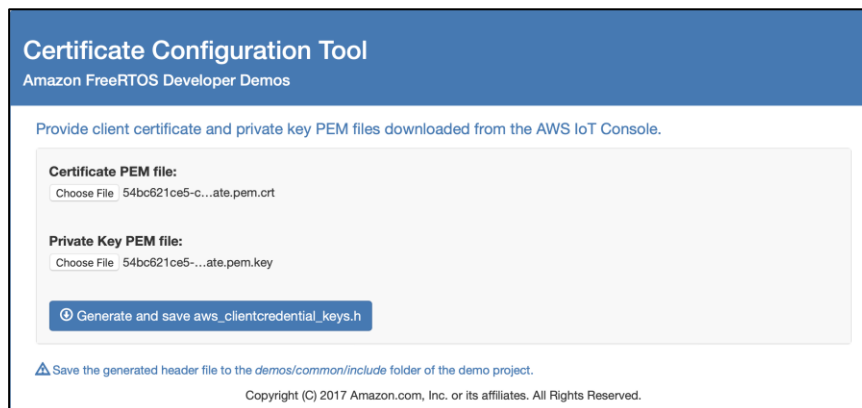 Certificate Configuration Tool
Amazon FreeRTOS Developer Demos
Provide client certificate and private key PEM files downloaded from the AWS IoT Console.
Certificate PEM file:
Choose File 54bc621ce5-c...ate.pem.crt
Private Key PEM file:
Choose File 54bc621ce5-...ate.pem.key
Generate and save aws_clientcredential_keys.h
Save the generated header file to the demos/common/include folder of the demo project.
Copyright (C) 2017 Amazon.com, Inc. or its affiliates. All Rights Reserved.